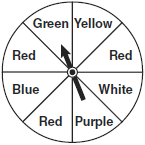 Green Yellow
Red Red
Blue White
Red Purple